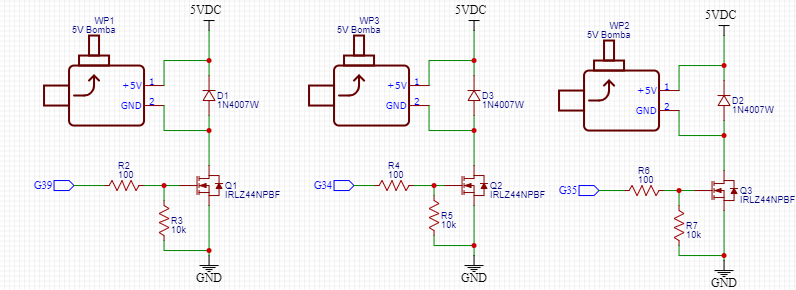 5VDC
WP1
5V Bomba
+5V 1
GND 2
D1
1N4007W
G39
R2
100
R3
10k
Q1
IRLZ44NPBF
GND
5VDC
WP3
5V Bomba
+5V 1
GND 2
D3
1N4007W
G34
R4
100
R5
10k
Q2
IRLZ44NPBF
GND
5VDC
WP2
5V Bomba
+5V 1
GND 2
D2
1N4007W
G35
R6
100
R7
10k
Q3
IRLZ44NPBF
GND